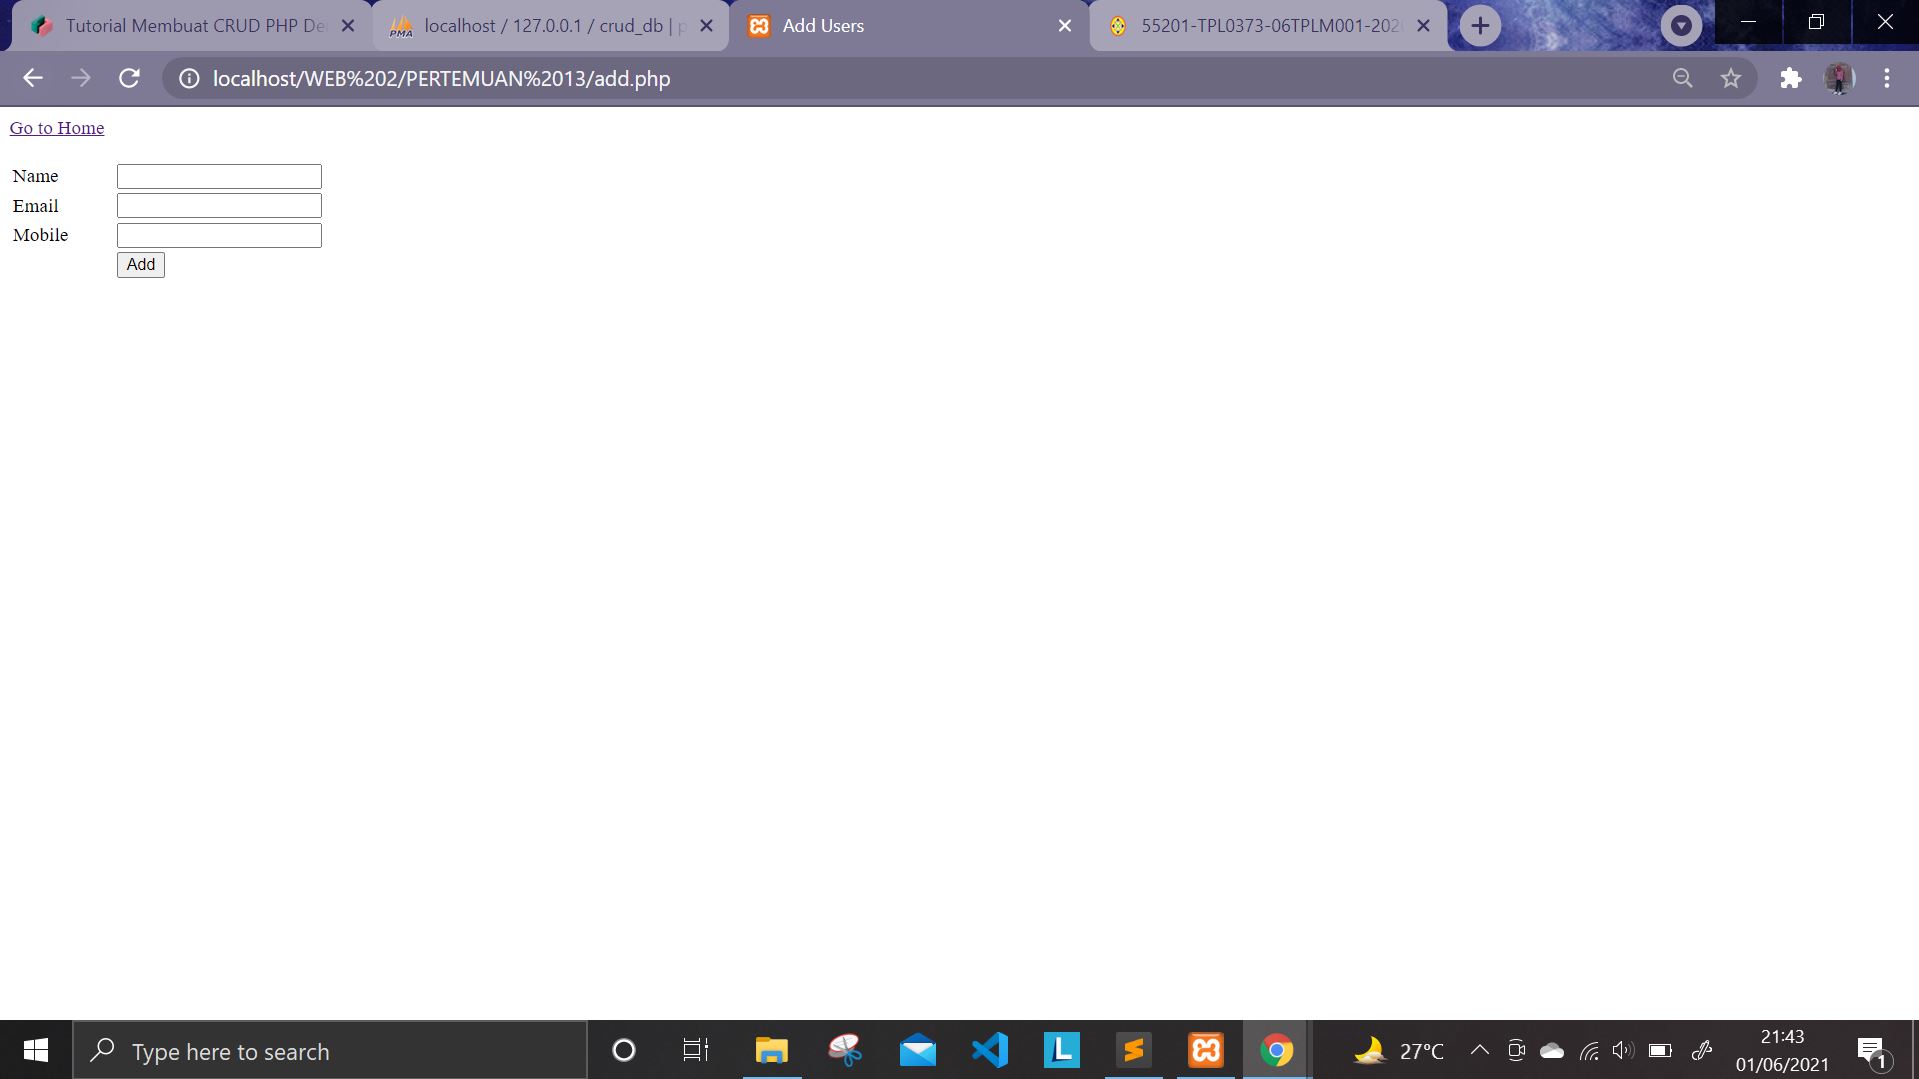 Tutorial Membuat CRUD PHP De
localhost / 127.0.0.1 / crud_db | p
Add Users
55201-TPL0373-06TPLM001-202
localhost/WEB%202/PERTEMUAN%2013/add.php
Go to Home
Name
Email
Mobile
Add
Type here to search
L
27°C
21:43
01/06/2021
1